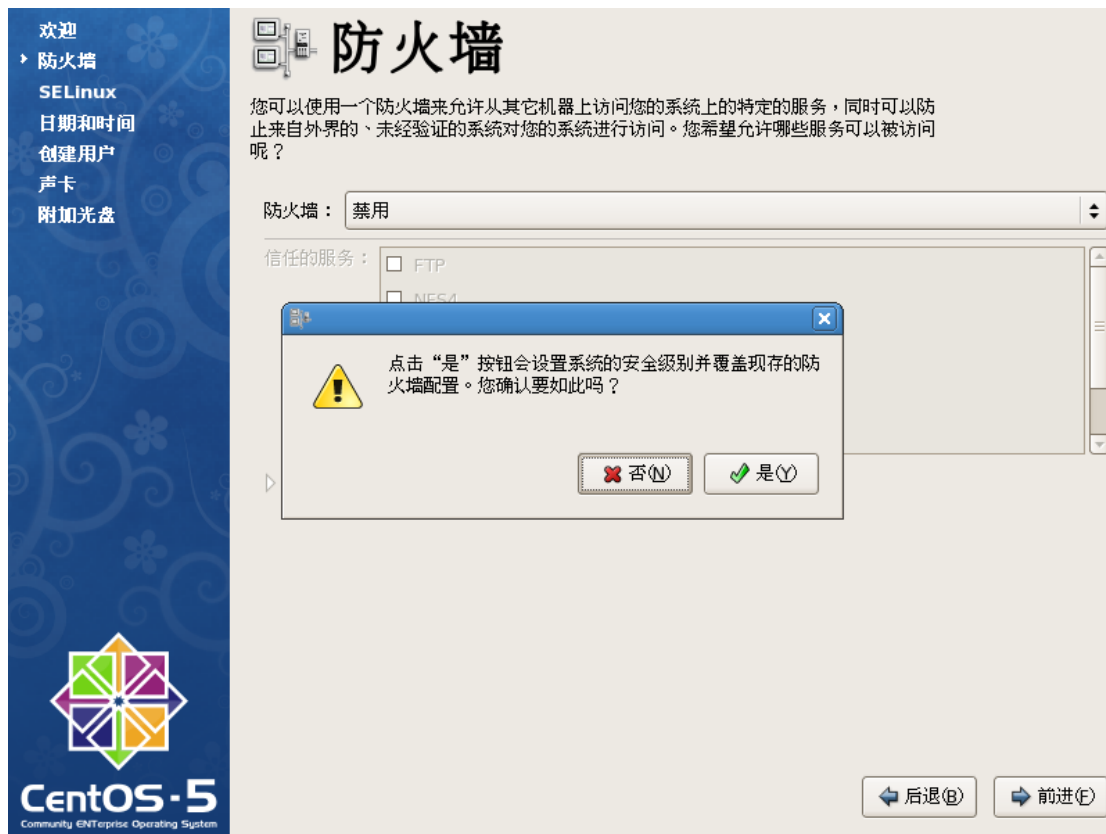 欢迎
防火墙
SELinux
日期和时间
创建用户
声卡
附加光盘
防火墙
您可以使用一个防火墙来允许从其它机器上访问您的系统上的特定的服务，同时可以防
止来自外界的、未经验证的系统对您的系统进行访问。您希望允许哪些服务可以被访问
呢？
防火墙： 禁用
信任的服务： FTP
NFS4
点击“是”按钮会设置系统的安全级别并覆盖现存的防
火墙配置。您确认要如此吗？
否(N) 是(Y)
CentOS-5
Community ENTerprise Operating System
后退(B) 前进(F)